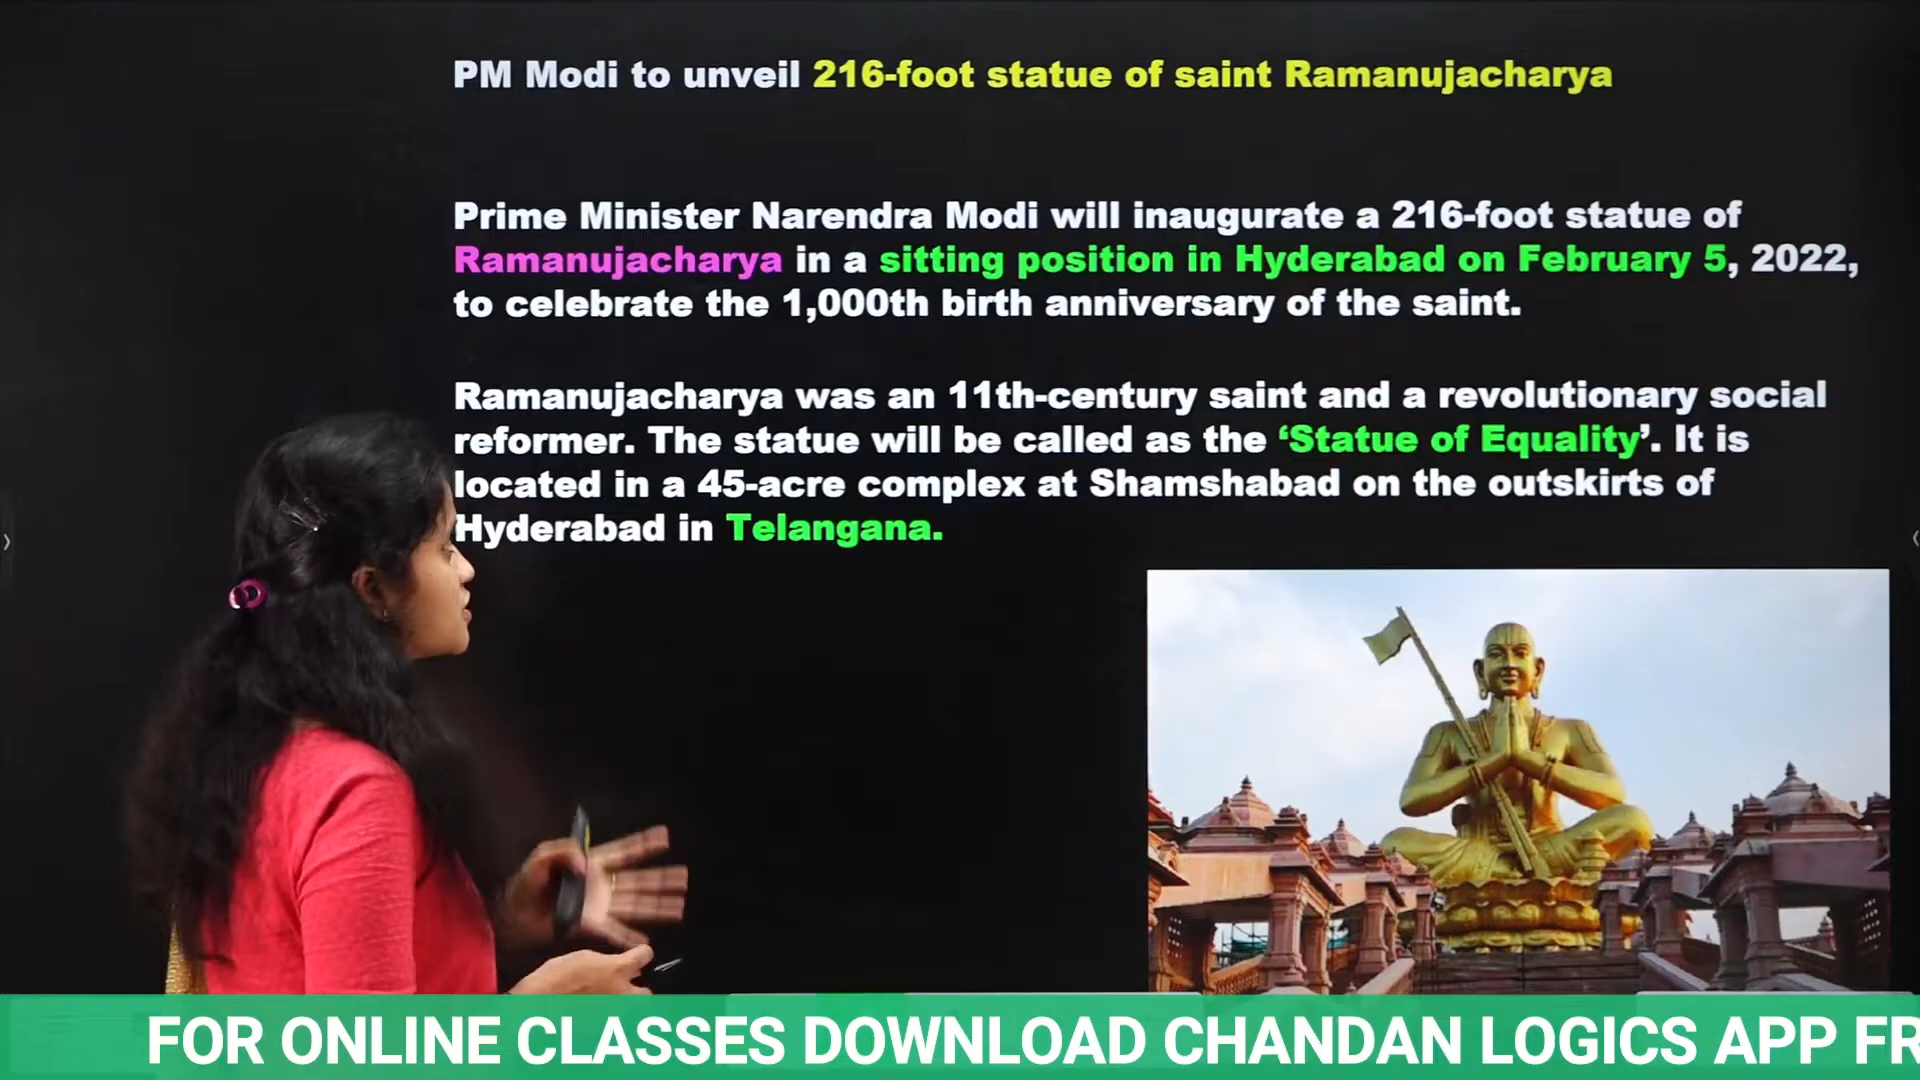 PM Modi to unveil 216-foot statue of saint Ramanujacharya
Prime Minister Narendra Modi will inaugurate a 216-foot statue of
Ramanujacharya in a sitting position in Hyderabad on February 5, 2022,
to celebrate the 1,000th birth anniversary of the saint.
Ramanujacharya was an 11th-century saint and a revolutionary social
reformer. The statue will be called as the ‘Statue of Equality’. It is
located in a 45-acre complex at Shamshabad on the outskirts of
Hyderabad in Telangana.
FOR ONLINE CLASSES DOWNLOAD CHANDAN LOGICS APP FR